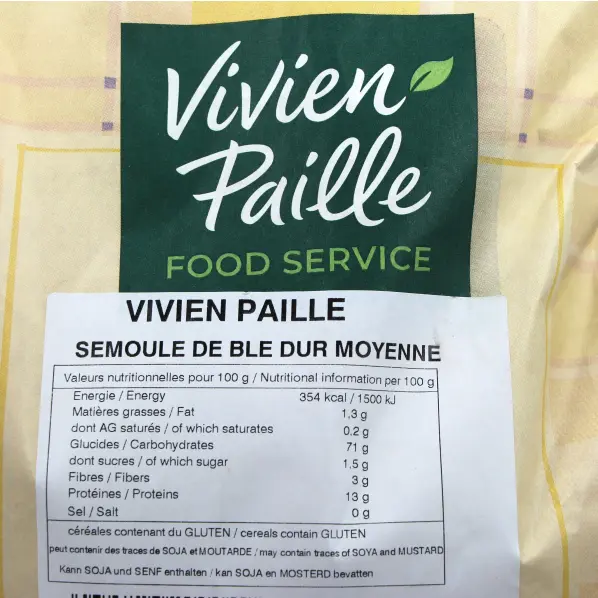 Vivien
Paille
FOOD SERVICE
VIVIEN PAILLE
SEMOULE DE BLE DUR MOYENNE
Valeurs nutritionnelles pour 100 g / Nutritional information per 100 g
Energie / Energy 354 kcal / 1500 kJ
Matières grasses / Fat 1,3 g
dont AG saturés / of which saturates 0.2 g
Glucides / Carbohydrates 71 g
dont sucres / of which sugar 1.5 g
Fibres / Fibers 3 g
Protéines / Proteins 13 g
Sel / Salt 0 g
céréales contenant du GLUTEN / cereals contain GLUTEN
peut contenir des traces de SOJA et MOUTARDE / may contain traces of SOYA and MUSTARD
Kann SOJA und SENF enthalten / kan SOJA en MOSTERD bevatten